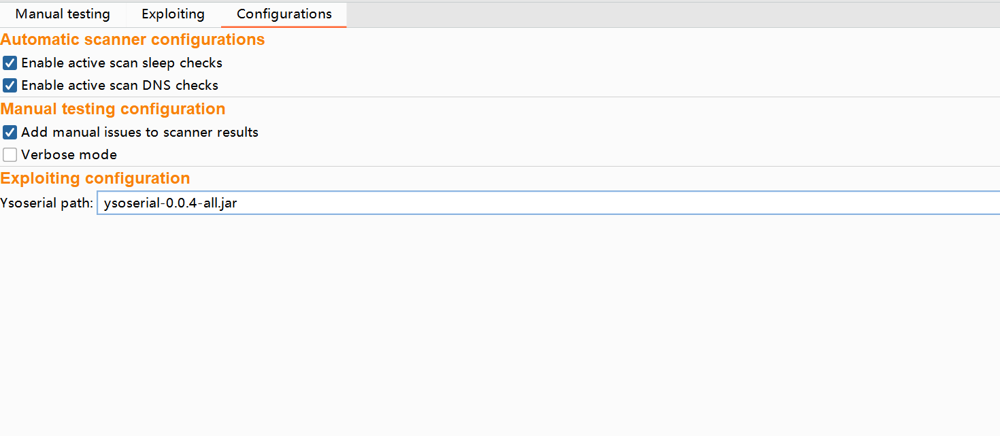 Manual testing Exploiting Configurations
Automatic scanner configurations
Enable active scan sleep checks
Enable active scan DNS checks
Manual testing configuration
Add manual issues to scanner results
Verbose mode
Exploiting configuration
Ysoserial path: ysoserial-0.0.4-all.jar